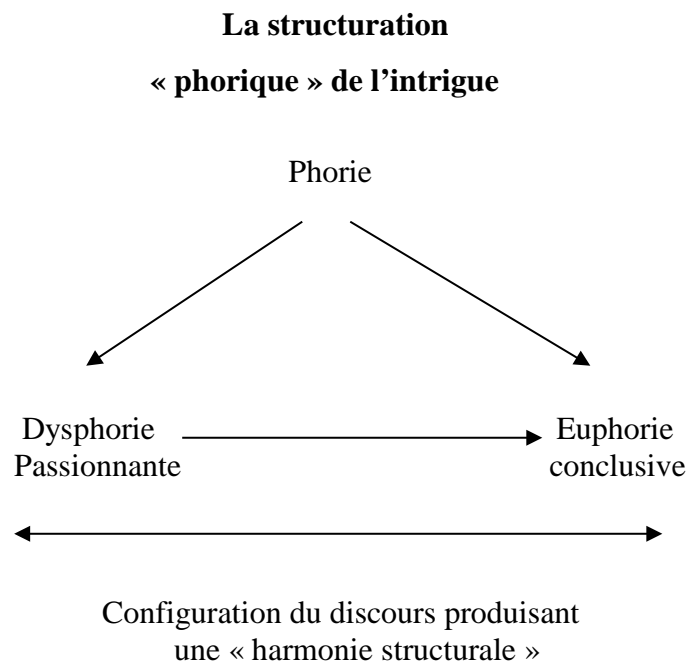 La structuration
« phorique » de l’intrigue
Phorie
Dysphorie
Passionnante
Euphorie
conclusive
Configuration du discours produisant
une « harmonie structurale »